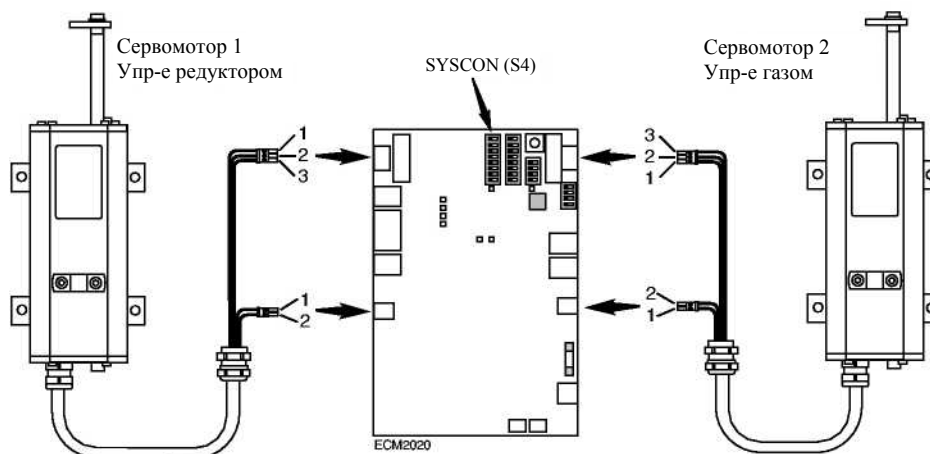 Сервомотор 1
Упр-е редуктором
SYSCON (S4)
Сервомотор 2
Упр-е газом
1
2
3
3
2
1
1
2
2
1
ECM2020